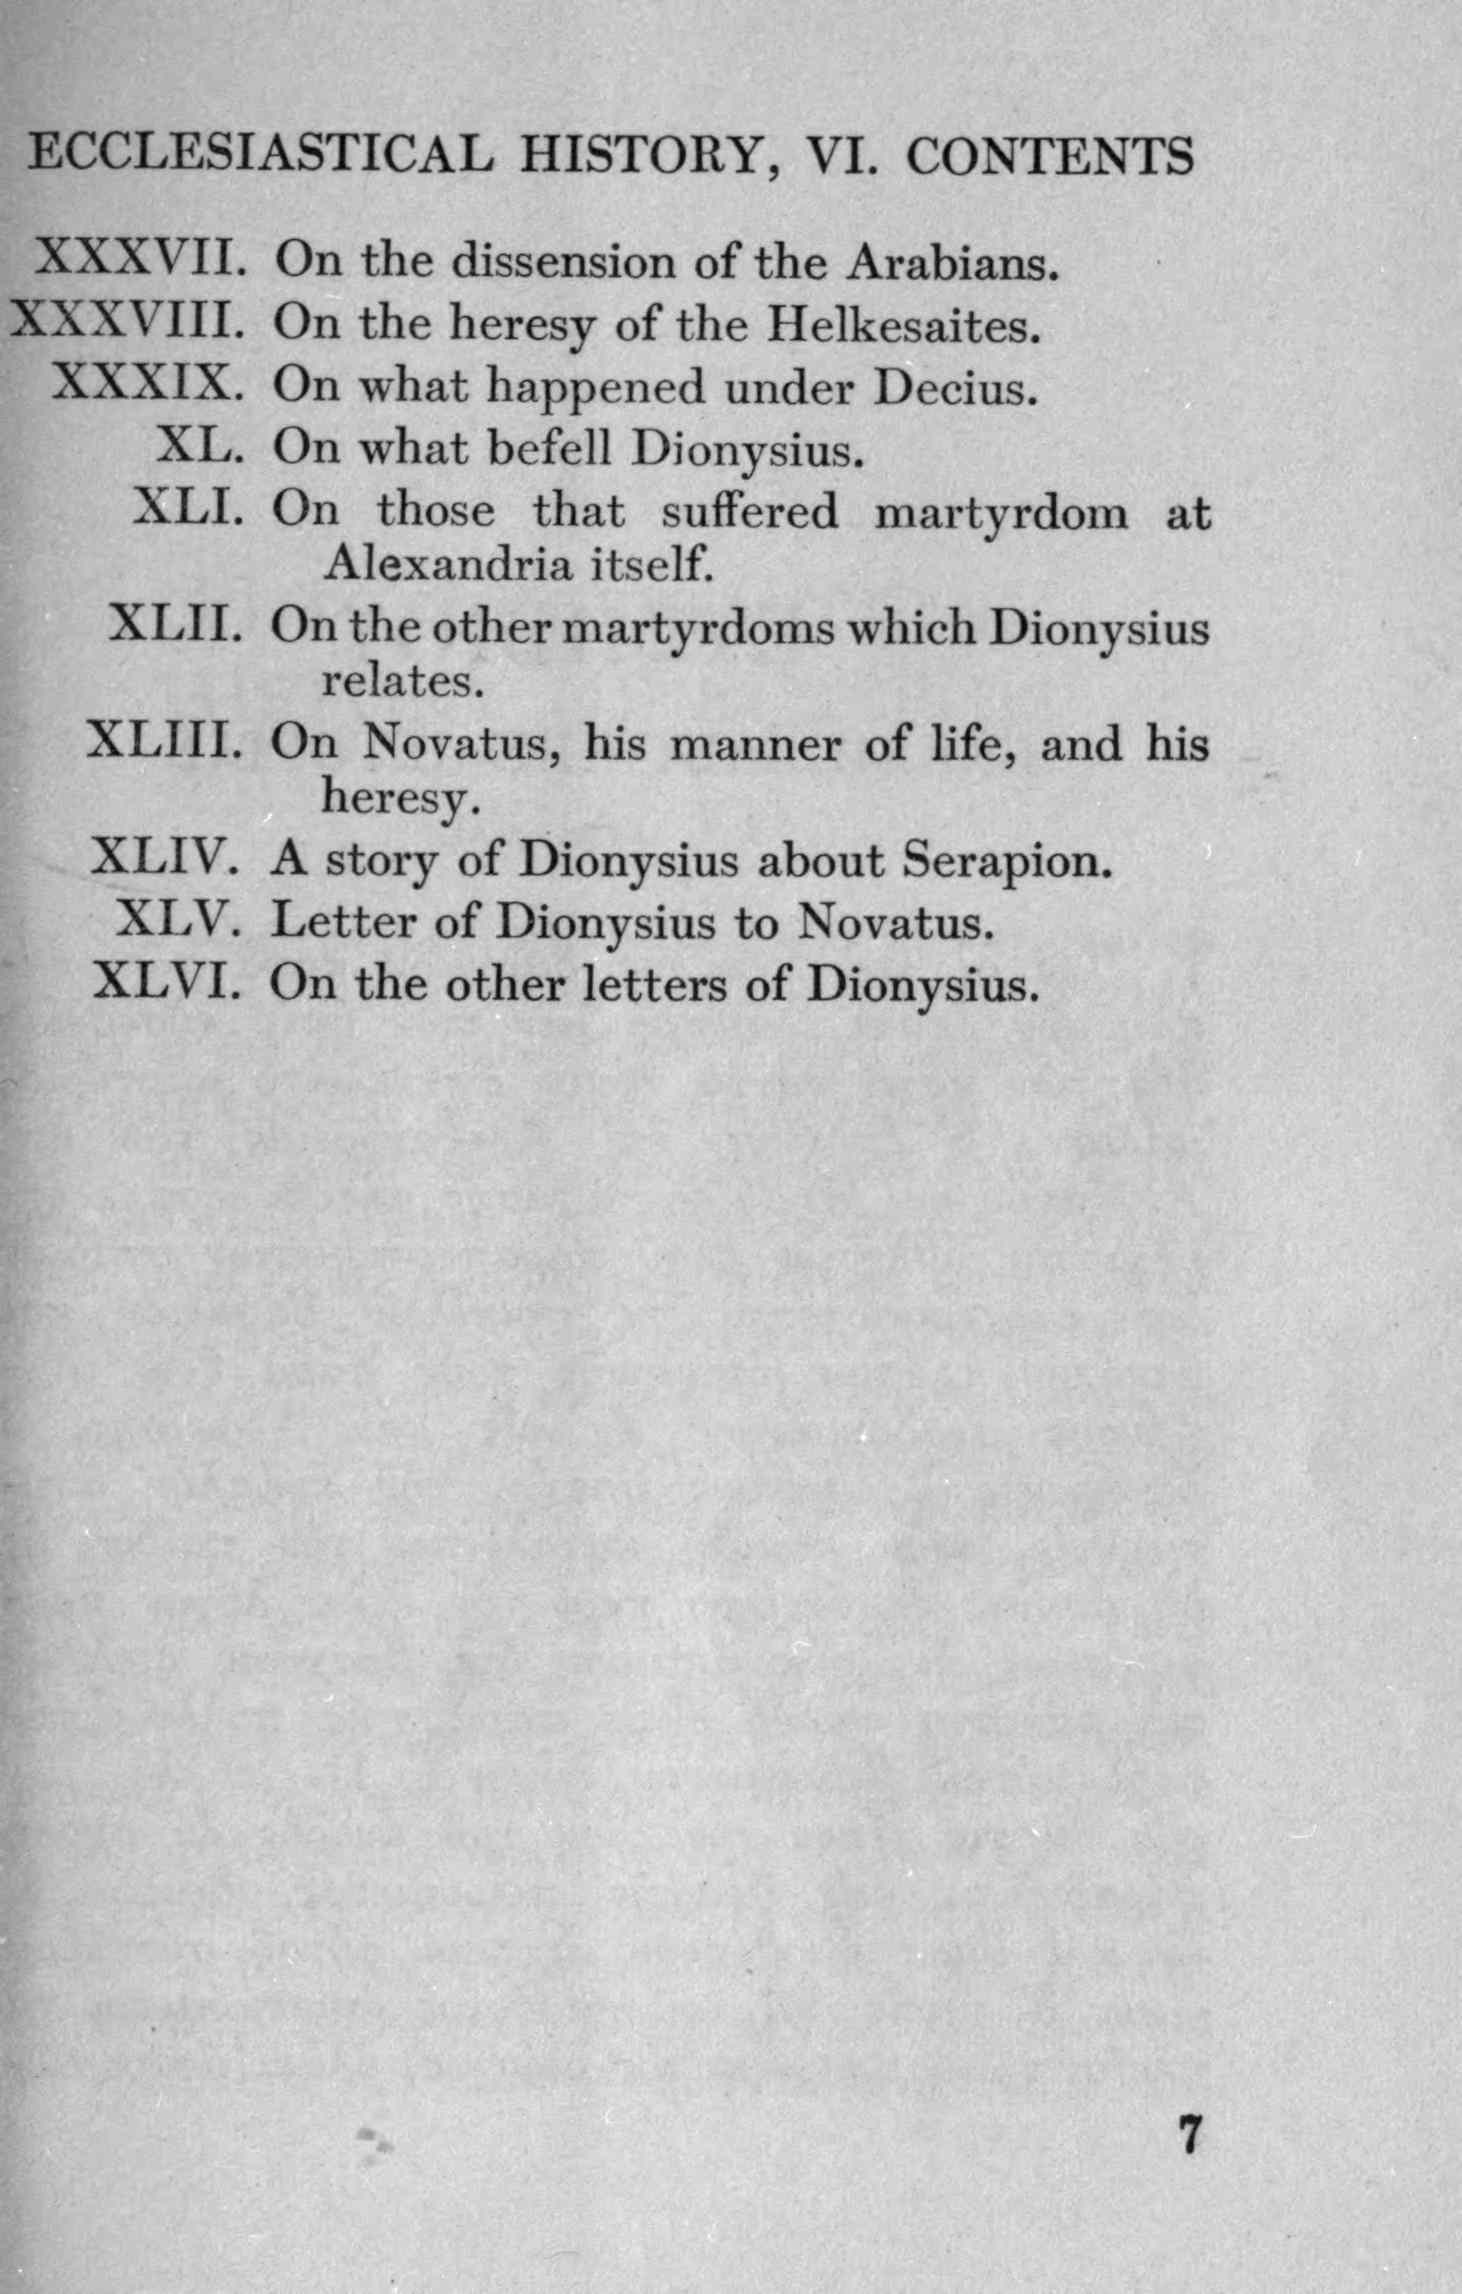 ECCLESIASTICAL HISTORY, VI. CONTENTS
XXXVII. On the dissension of the Arabians.
XXXVIII. On the heresy of the Helkesaites.
XXXIX. On what happened under Decius.
XL. On what befell Dionysius.
XLI. On those that suffered martyrdom at
Alexandria itself.
XLII. On the other martyrdoms which Dionysius
relates.
XLIII. On Novatus, his manner of life, and his
heresy.
XLIV. A story of Dionysius about Serapion.
XLV. Letter of Dionysius to Novatus.
XLVI. On the other letters of Dionysius.
7